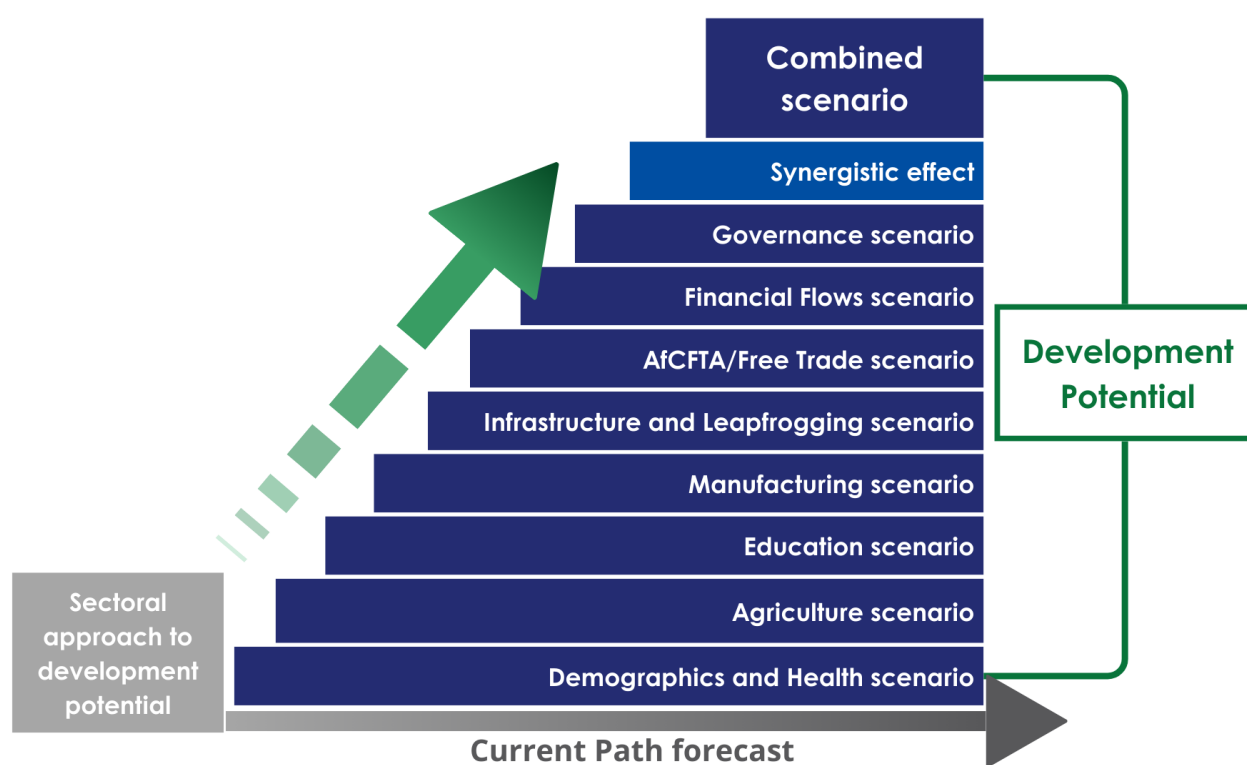 Combined
scenario
Synergistic effect
Governance scenario
Financial Flows scenario
AfCFTA/Free Trade scenario
Infrastructure and Leapfrogging scenario
Manufacturing scenario
Education scenario
Agriculture scenario
Demographics and Health scenario
Development
Potential
Sectoral
approach to
development
potential
Current Path forecast